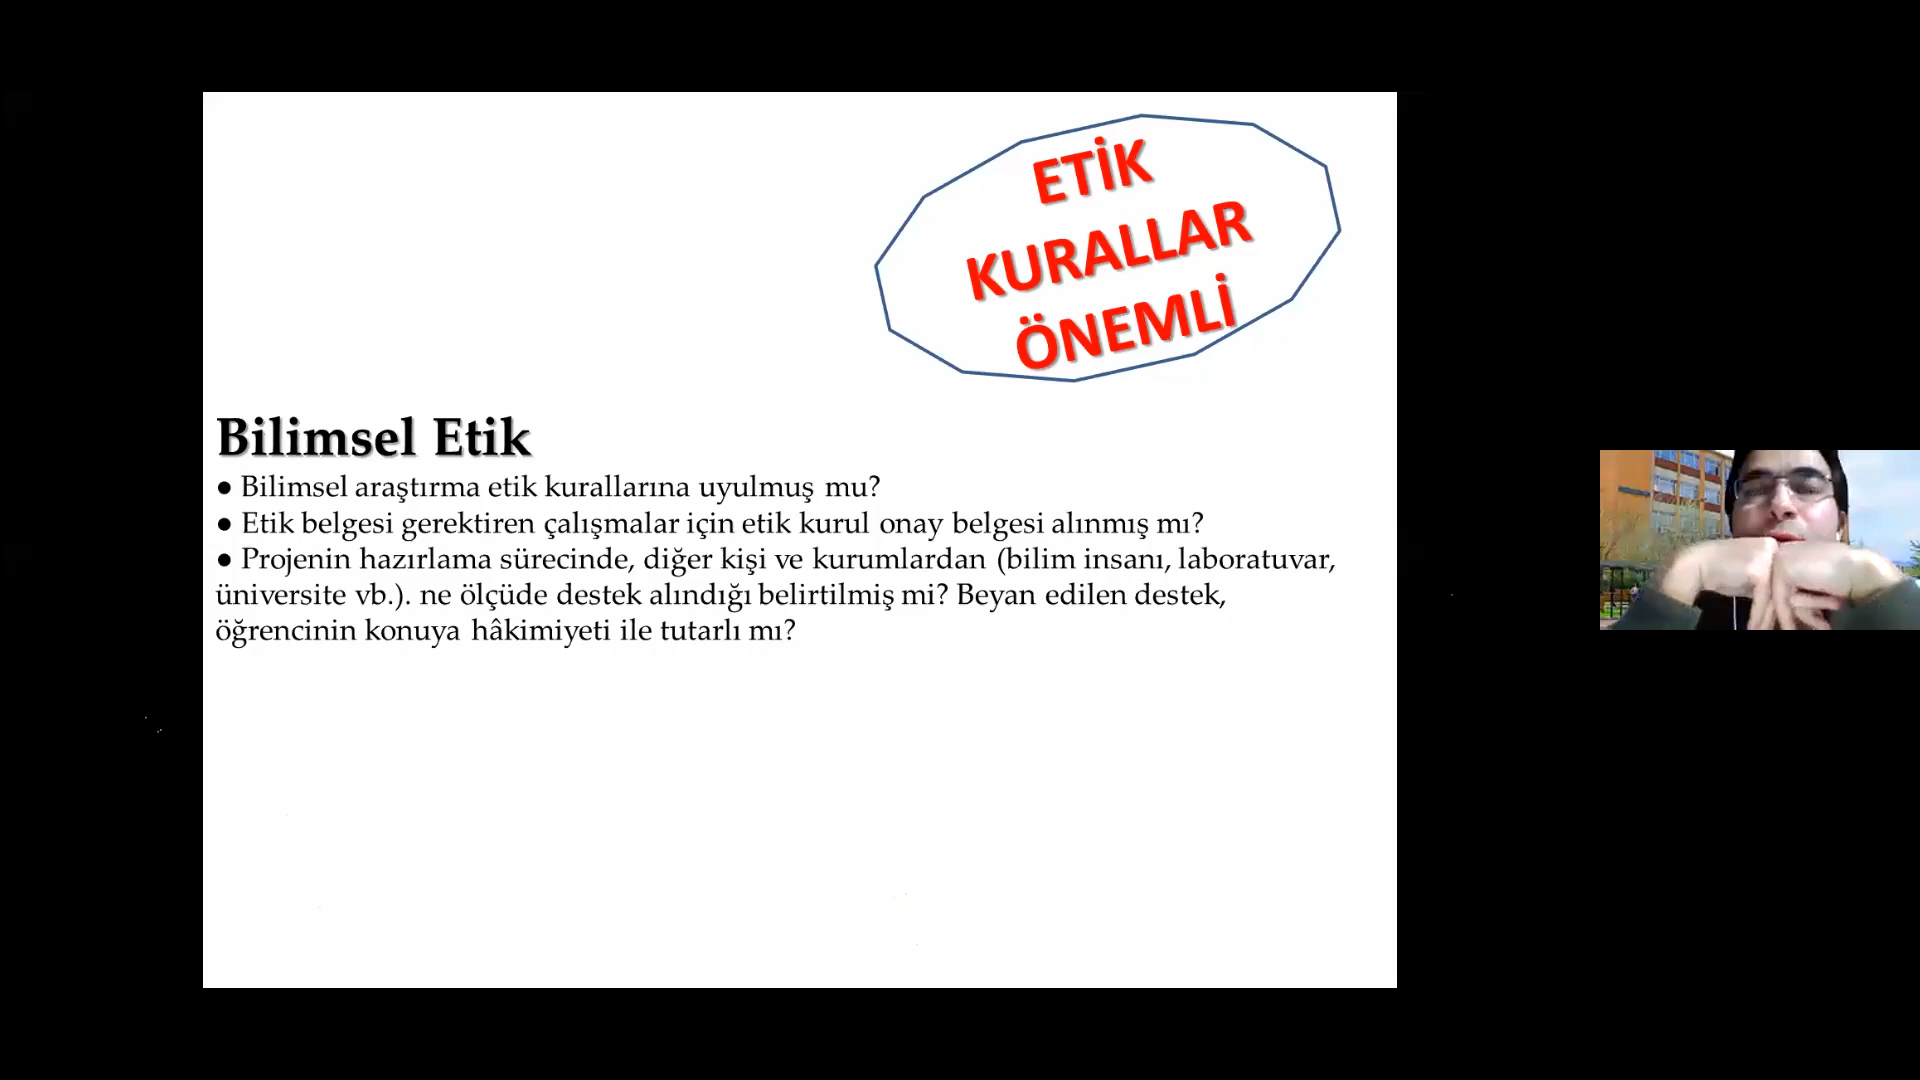 ETİK
KURALLAR
ÖNEMLİ
Bilimsel Etik
● Bilimsel araştırma etik kurallarına uyulmuş mu?
● Etik belgesi gerektiren çalışmalar için etik kurul onay belgesi alınmış mı?
● Projenin hazırlama sürecinde, diğer kişi ve kurumlardan (bilim insanı, laboratuvar,
üniversite vb.). ne ölçüde destek alındığı belirtilmiş mi? Beyan edilen destek,
öğrencinin konuya hâkimiyeti ile tutarlı mı?